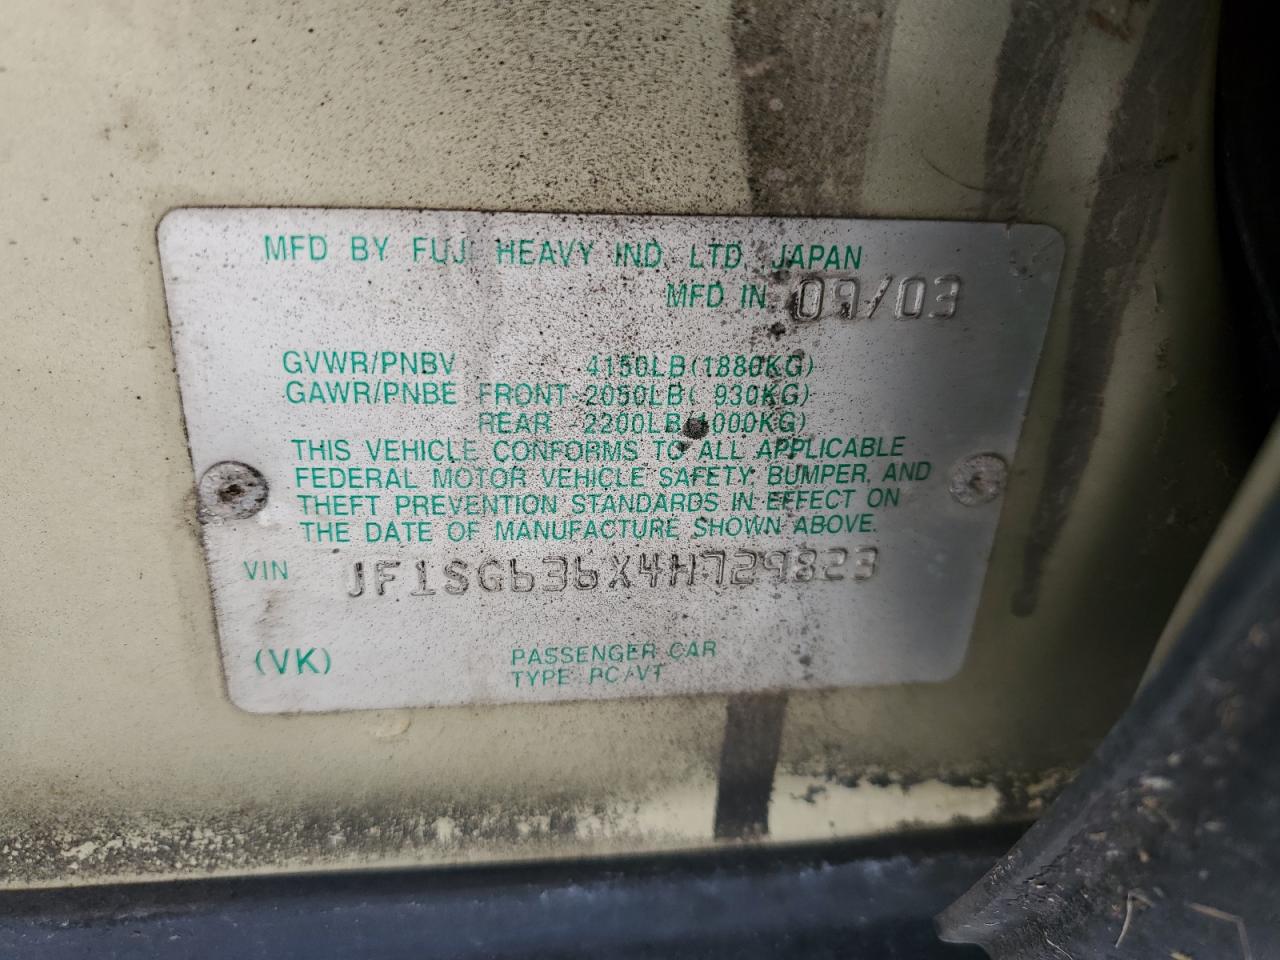 MFD BY FUJI HEAVY IND. LTD. JAPAN
MFD IN. 09/03
GVWR/PNBV 4150LB(1880KG)
GAWR/PNBE FRONT 2050LB( 930KG)
REAR 2200LB(1000KG)
THIS VEHICLE CONFORMS TO ALL APPLICABLE
FEDERAL MOTOR VEHICLE SAFETY, BUMPER, AND
THEFT PREVENTION STANDARDS IN EFFECT ON
THE DATE OF MANUFACTURE SHOWN ABOVE.
VIN JF1SG636X4H729823
(VK) PASSENGER CAR
TYPE PC/VT